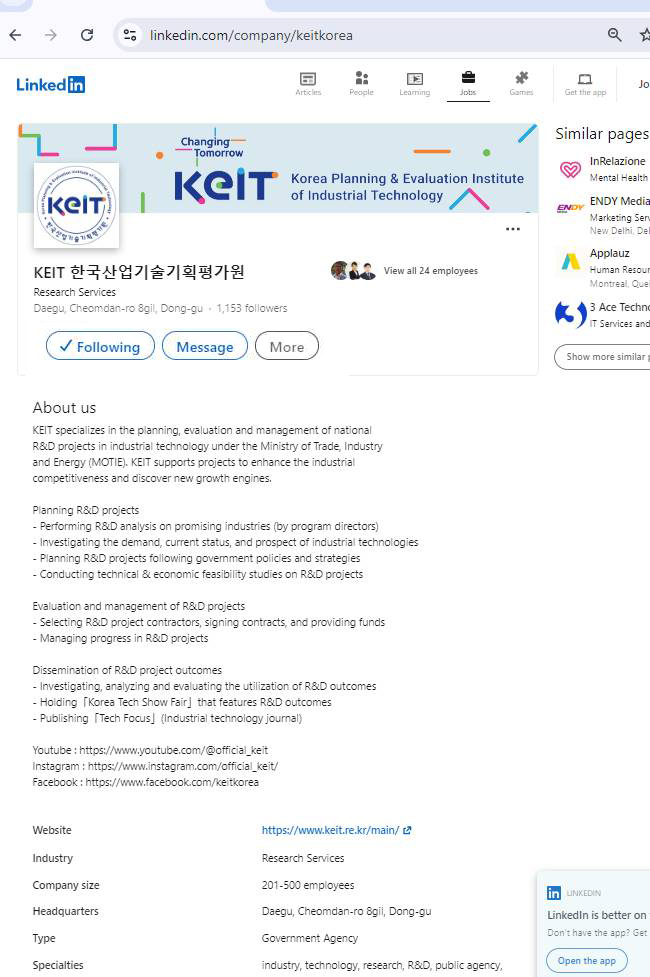 linkedin.com/company/keitkorea
Linked in
Articles
People
Learning
Jobs
Games
Get the app
Changing
Tomorrow
KEIT
Korea Planning & Evaluation Institute
of Industrial Technology
Korea Planning & Evaluation Institute of Industrial Technology
KEIT
한국산업기술기획평가원
KEIT 한국산업기술기획평가원
View all 24 employees
Research Services
Daegu, Cheomdan-ro 8gil, Dong-gu · 1,153 followers
Following
Message
More
Similar pages
InRelazione
Mental Health
ENDY
ENDY Media
Marketing Serv
New Delhi, Del
Applauz
Human Resour
Montreal, Queb
3 Ace Techno
IT Services and
Show more similar p
About us
KEIT specializes in the planning, evaluation and management of national
R&D projects in industrial technology under the Ministry of Trade, Industry
and Energy (MOTIE). KEIT supports projects to enhance the industrial
competitiveness and discover new growth engines.
Planning R&D projects
- Performing R&D analysis on promising industries (by program directors)
- Investigating the demand, current status, and prospect of industrial technologies
- Planning R&D projects following government policies and strategies
- Conducting technical & economic feasibility studies on R&D projects
Evaluation and management of R&D projects
- Selecting R&D project contractors, signing contracts, and providing funds
- Managing progress in R&D projects
Dissemination of R&D project outcomes
- Investigating, analyzing and evaluating the utilization of R&D outcomes
- Holding「Korea Tech Show Fair」that features R&D outcomes
- Publishing「Tech Focus」(Industrial technology journal)
Youtube : https://www.youtube.com/@official_keit
Instagram : https://www.instagram.com/official_keit/
Facebook : https://www.facebook.com/keitkorea
Website https://www.keit.re.kr/main/
Industry Research Services
Company size 201-500 employees
Headquarters Daegu, Cheomdan-ro 8gil, Dong-gu
Type Government Agency
Specialties industry, technology, research, R&D, public agency,
in LINKEDIN
LinkedIn is better on
Don't have the app? Get
Open the app